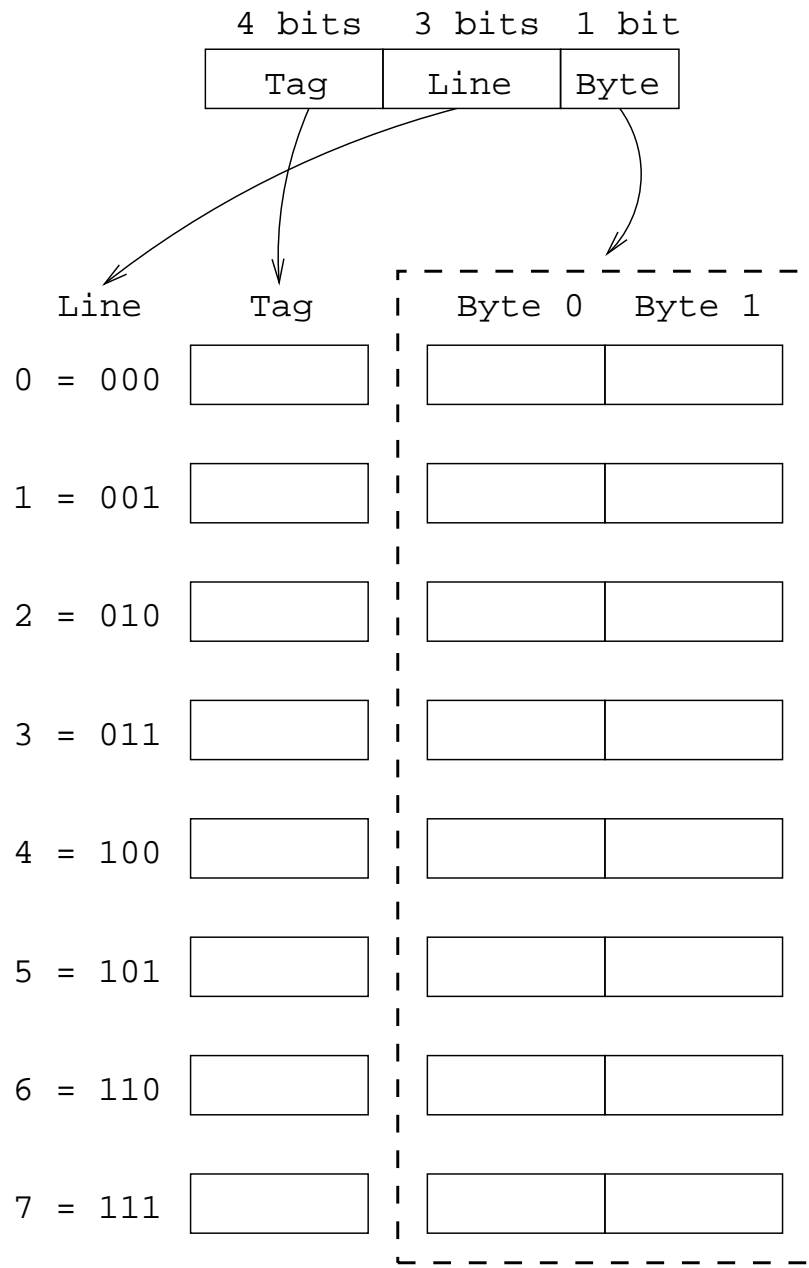 4 bits 3 bits 1 bit
Tag Line Byte
Line Tag Byte 0 Byte 1
0 = 000
1 = 001
2 = 010
3 = 011
4 = 100
5 = 101
6 = 110
7 = 111